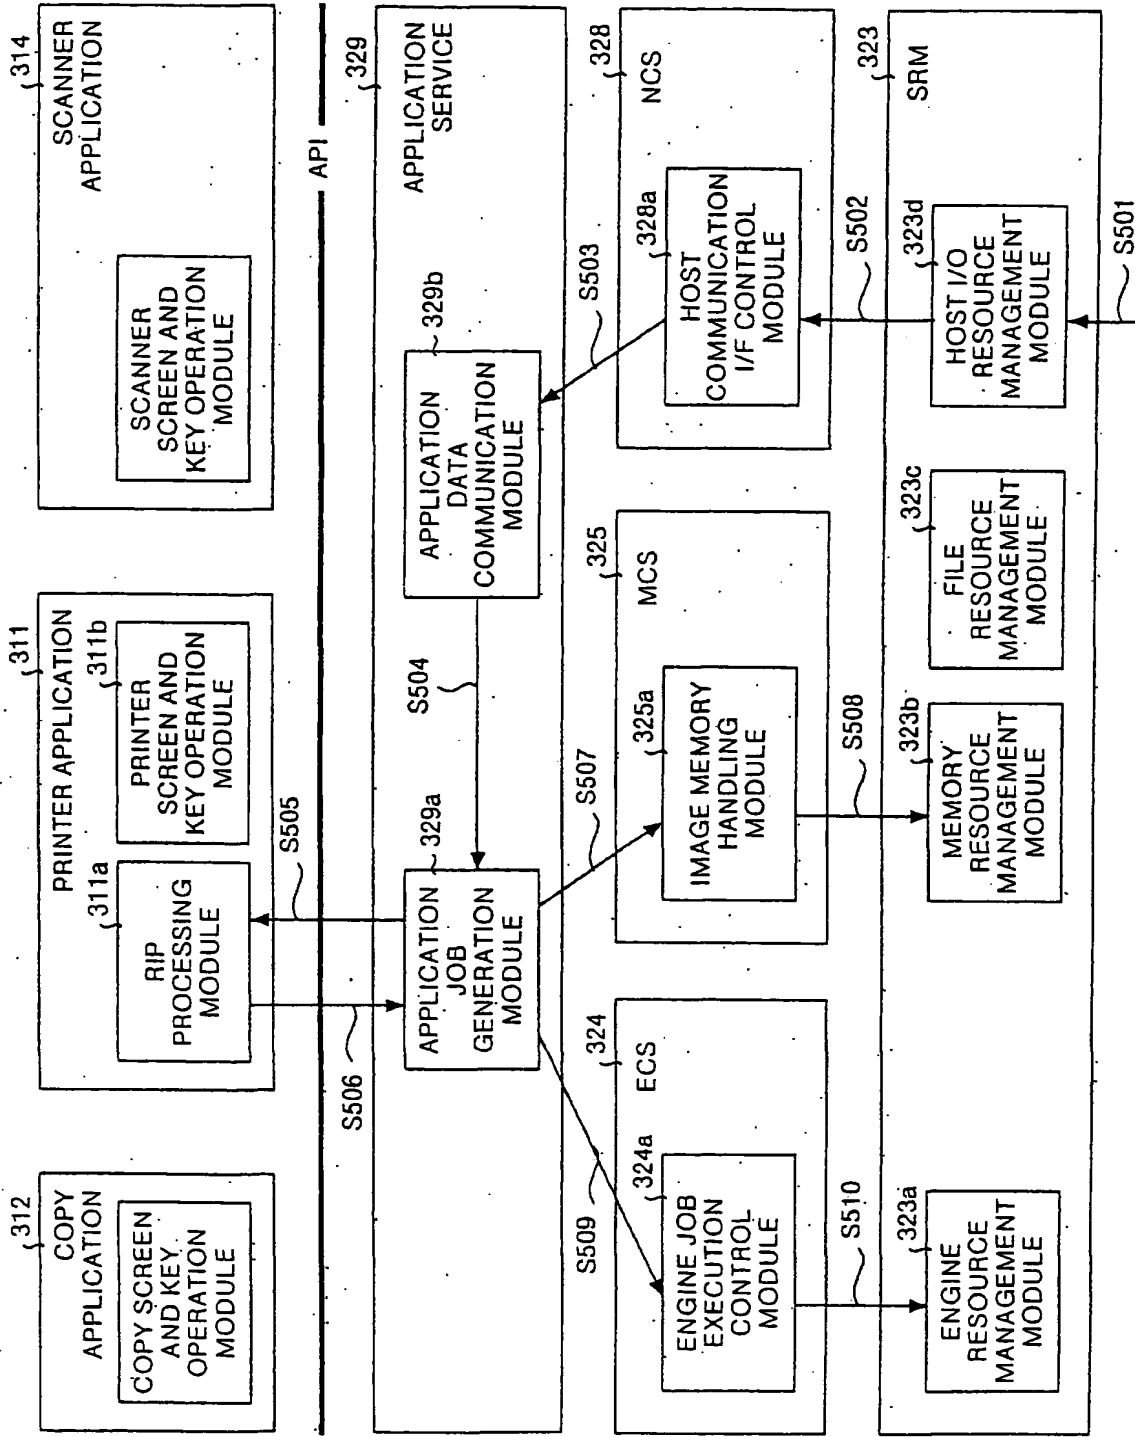 312
COPY
APPLICATION
COPY SCREEN
AND KEY
OPERATION
MODULE
311
PRINTER APPLICATION
311a
RIP
PROCESSING
MODULE
311b
PRINTER
SCREEN AND
KEY OPERATION
MODULE
314
SCANNER
APPLICATION
SCANNER
SCREEN AND
KEY OPERATION
MODULE
S505
S506
API
329
APPLICATION
SERVICE
329a
APPLICATION
JOB
GENERATION
MODULE
S504
329b
APPLICATION
DATA
COMMUNICATION
MODULE
S509
S507
S503
324
ECS
324a
ENGINE JOB
EXECUTION
CONTROL
MODULE
325
MCS
325a
IMAGE MEMORY
HANDLING
MODULE
328
NCS
328a
HOST
COMMUNICATION
I/F CONTROL
MODULE
S510
S508
S502
323
SRM
323a
ENGINE
RESOURCE
MANAGEMENT
MODULE
323b
MEMORY
RESOURCE
MANAGEMENT
MODULE
323c
FILE
RESOURCE
MANAGEMENT
MODULE
323d
HOST I/O
RESOURCE
MANAGEMENT
MODULE
S501